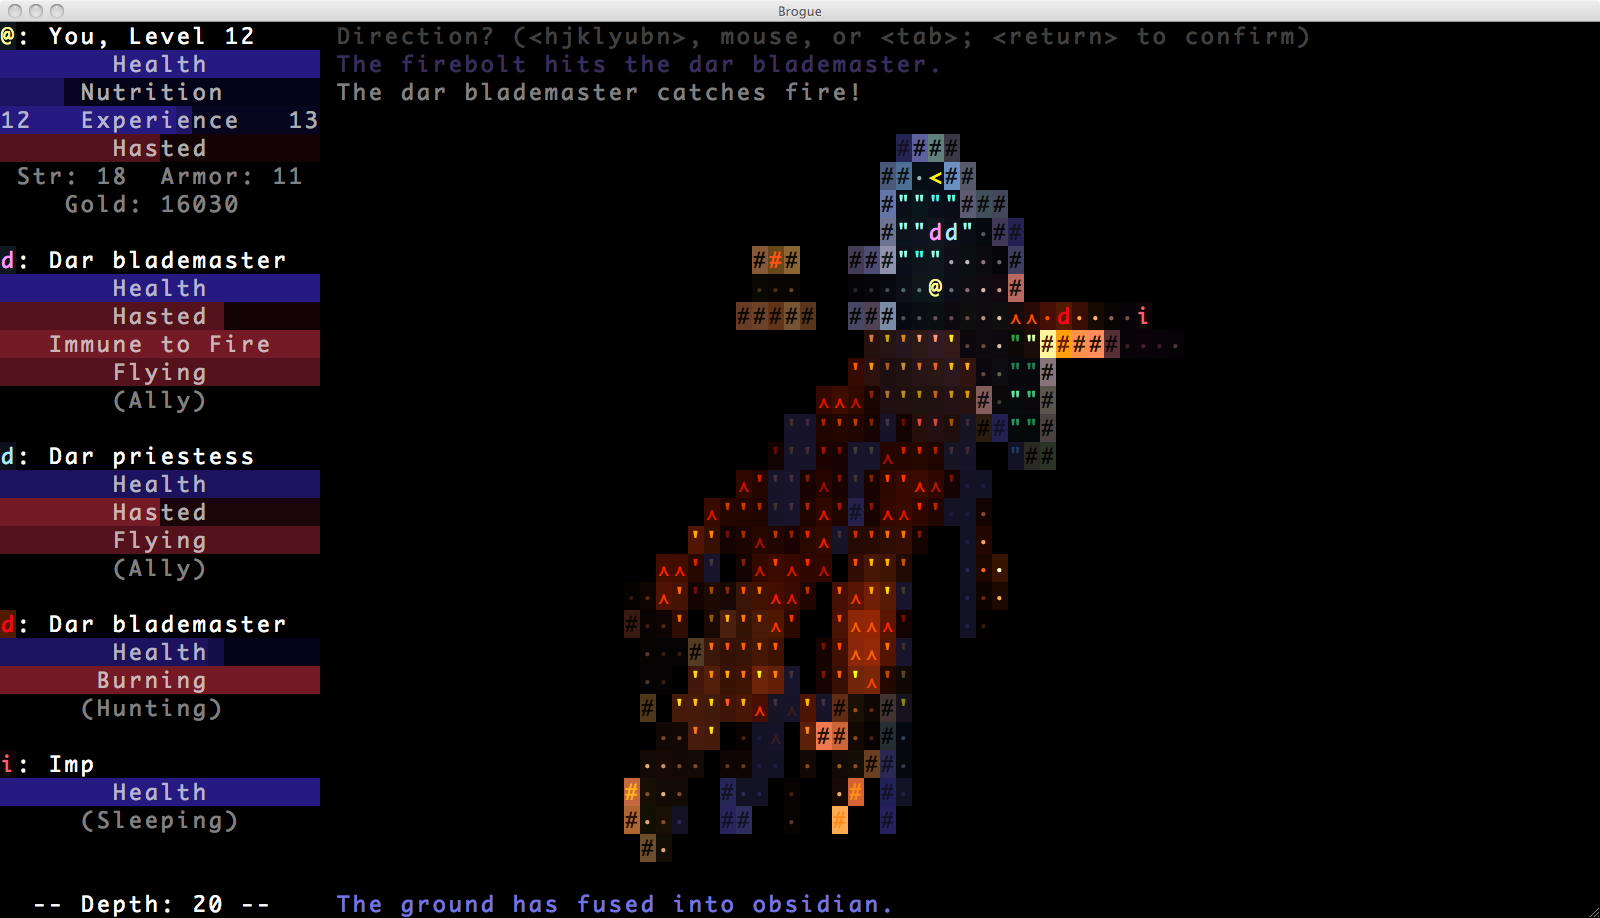 Brogue
@: You, Level 12
Health
Nutrition
12 Experience 13
Hasted
Str: 18 Armor: 11
Gold: 16030
d: Dar blademaster
Health
Hasted
Immune to Fire
Flying
(Ally)
d: Dar priestess
Health
Hasted
Flying
(Ally)
d: Dar blademaster
Health
Burning
(Hunting)
i: Imp
Health
(Sleeping)
-- Depth: 20 --
Direction? (<hjklyubn>, mouse, or <tab>; <return> to confirm)
The firebolt hits the dar blademaster.
The dar blademaster catches fire!
The ground has fused into obsidian.